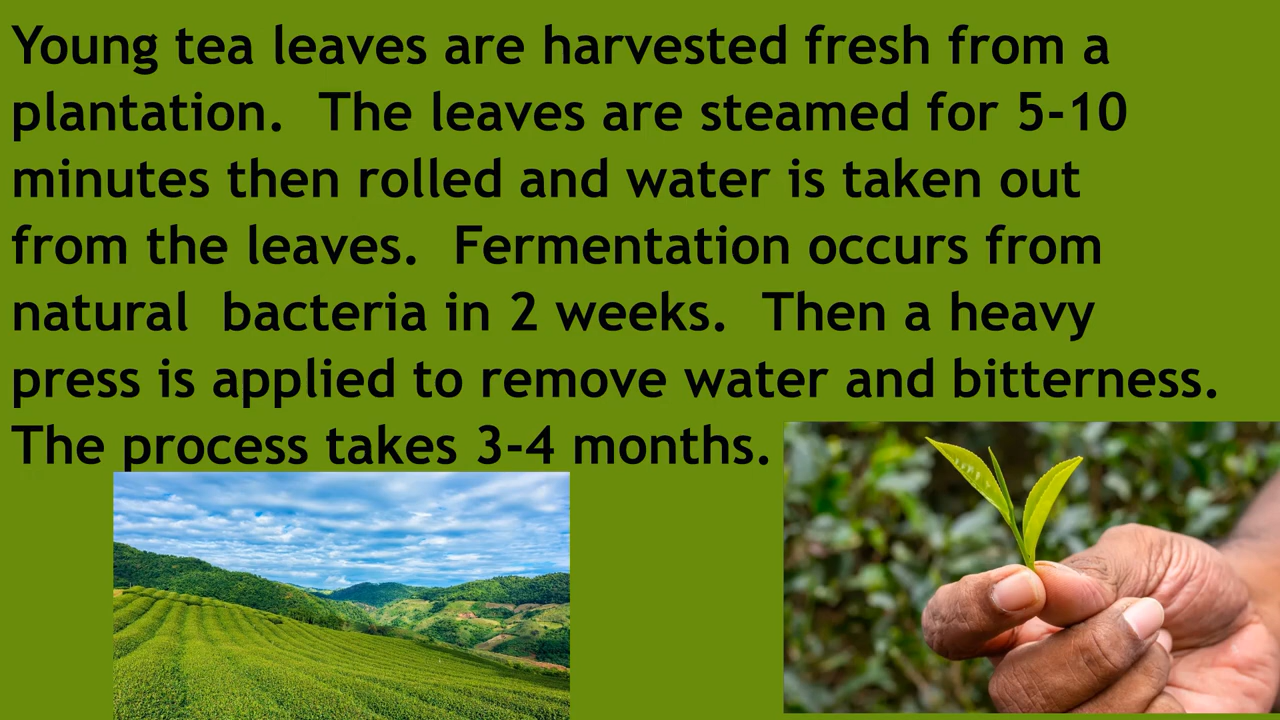 Young tea leaves are harvested fresh from a
plantation.  The leaves are steamed for 5-10
minutes then rolled and water is taken out
from the leaves.  Fermentation occurs from
natural  bacteria in 2 weeks.  Then a heavy
press is applied to remove water and bitterness.
The process takes 3-4 months.